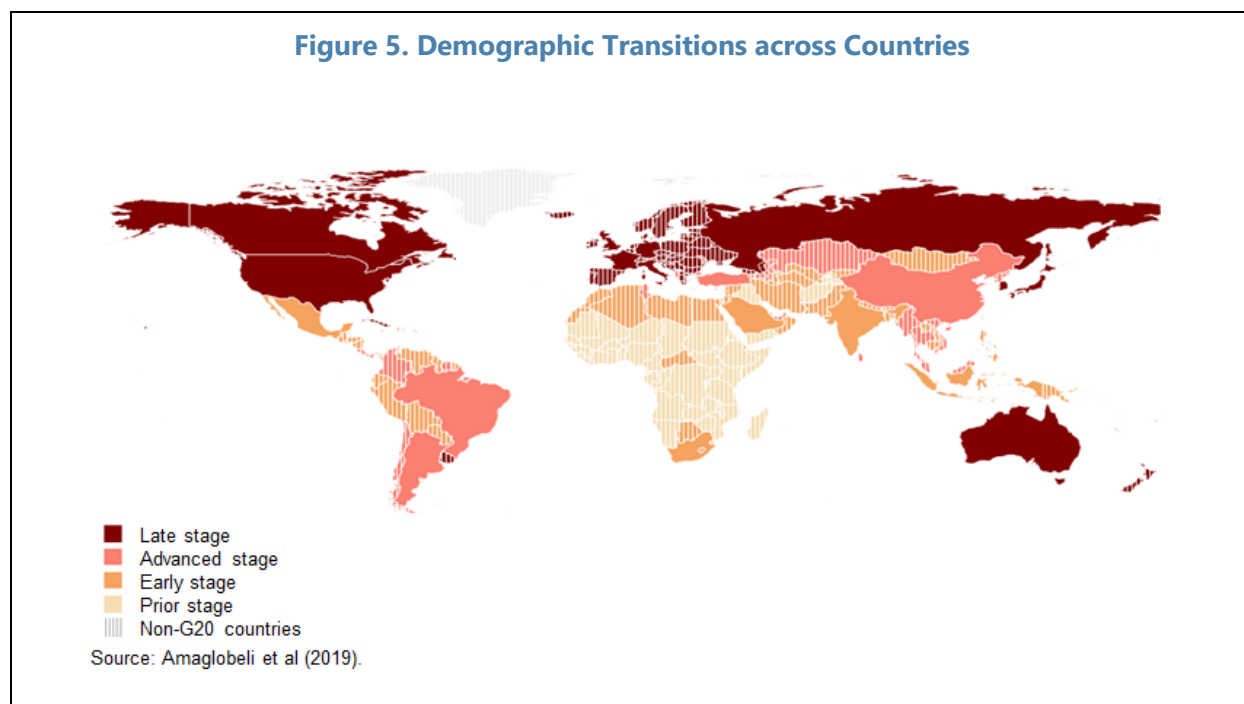 Figure 5. Demographic Transitions across Countries
Late stage
Advanced stage
Early stage
Prior stage
Non-G20 countries
Source: Amaglobeli et al (2019).